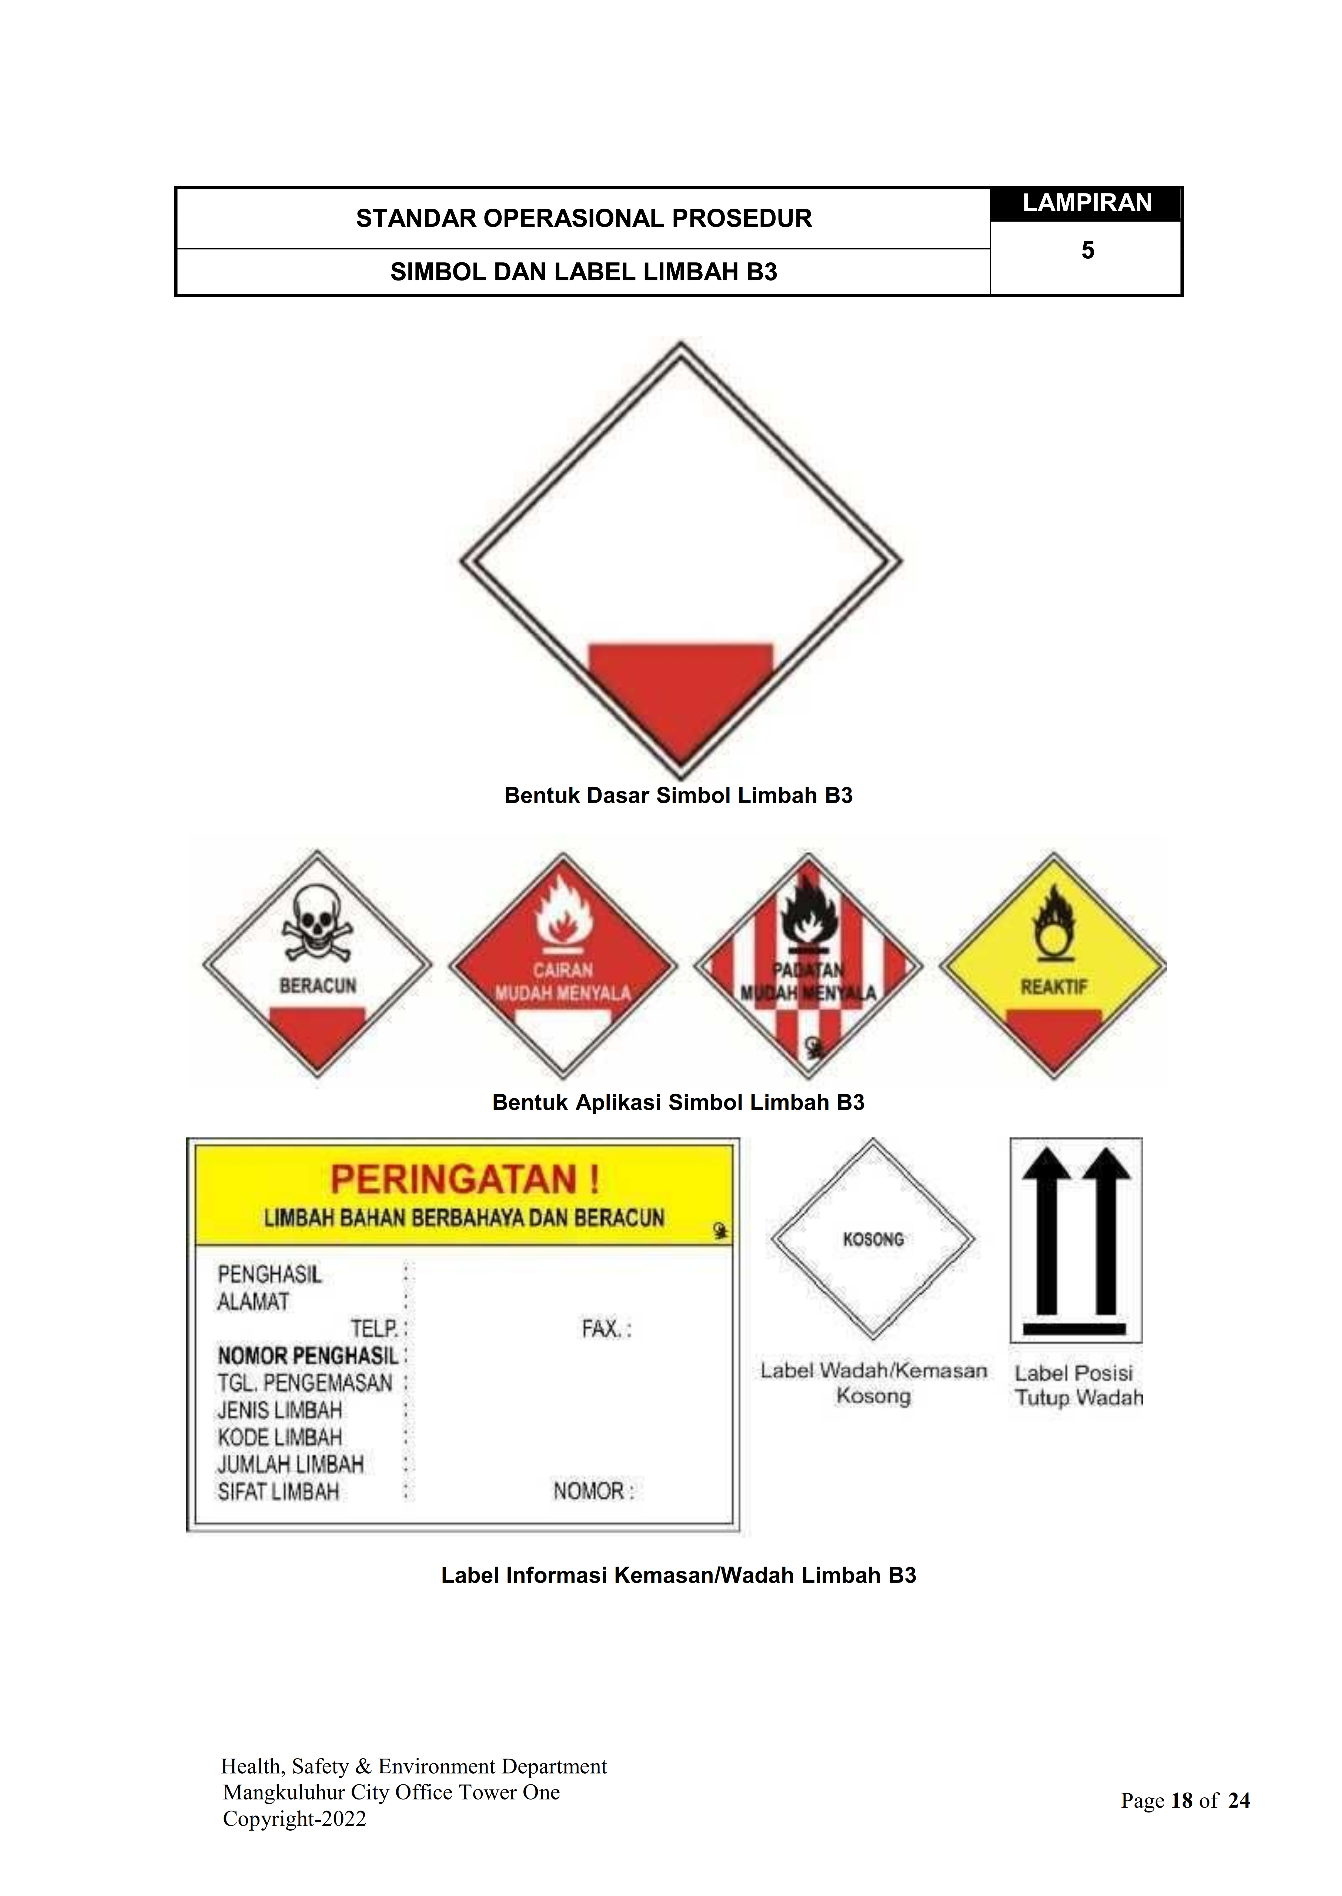 STANDAR OPERASIONAL PROSEDUR
LAMPIRAN
5
SIMBOL DAN LABEL LIMBAH B3
Bentuk Dasar Simbol Limbah B3
BERACUN
CAIRAN
MUDAH MENYALA
PADATAN
MUDAH MENYALA
REAKTIF
Bentuk Aplikasi Simbol Limbah B3
PERINGATAN !
LIMBAH BAHAN BERBAHAYA DAN BERACUN
PENGHASIL :
ALAMAT :
TELP. : FAX. :
NOMOR PENGHASIL :
TGL. PENGEMASAN :
JENIS LIMBAH :
KODE LIMBAH :
JUMLAH LIMBAH :
SIFAT LIMBAH : NOMOR :
KOSONG
Label Wadah/Kemasan
Kosong
Label Posisi
Tutup Wadah
Label Informasi Kemasan/Wadah Limbah B3
Health, Safety & Environment Department
Mangkuluhur City Office Tower One
Copyright-2022
Page 18 of 24